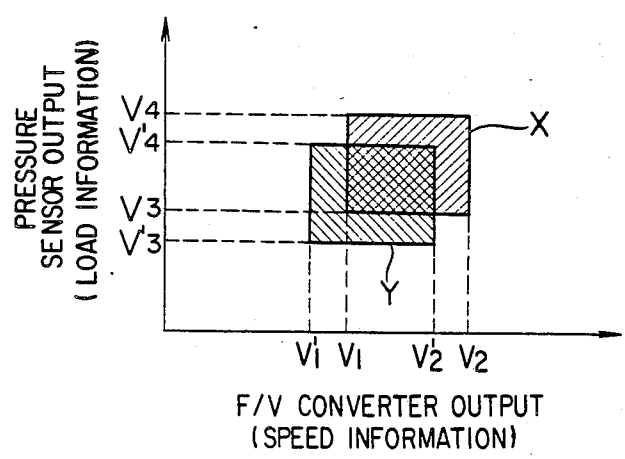 PRESSURE
SENSOR OUTPUT
(LOAD INFORMATION)
V4
V'4
V3
V'3
X
Y
V'1 V1 V'2 V2
F/V CONVERTER OUTPUT
(SPEED INFORMATION)